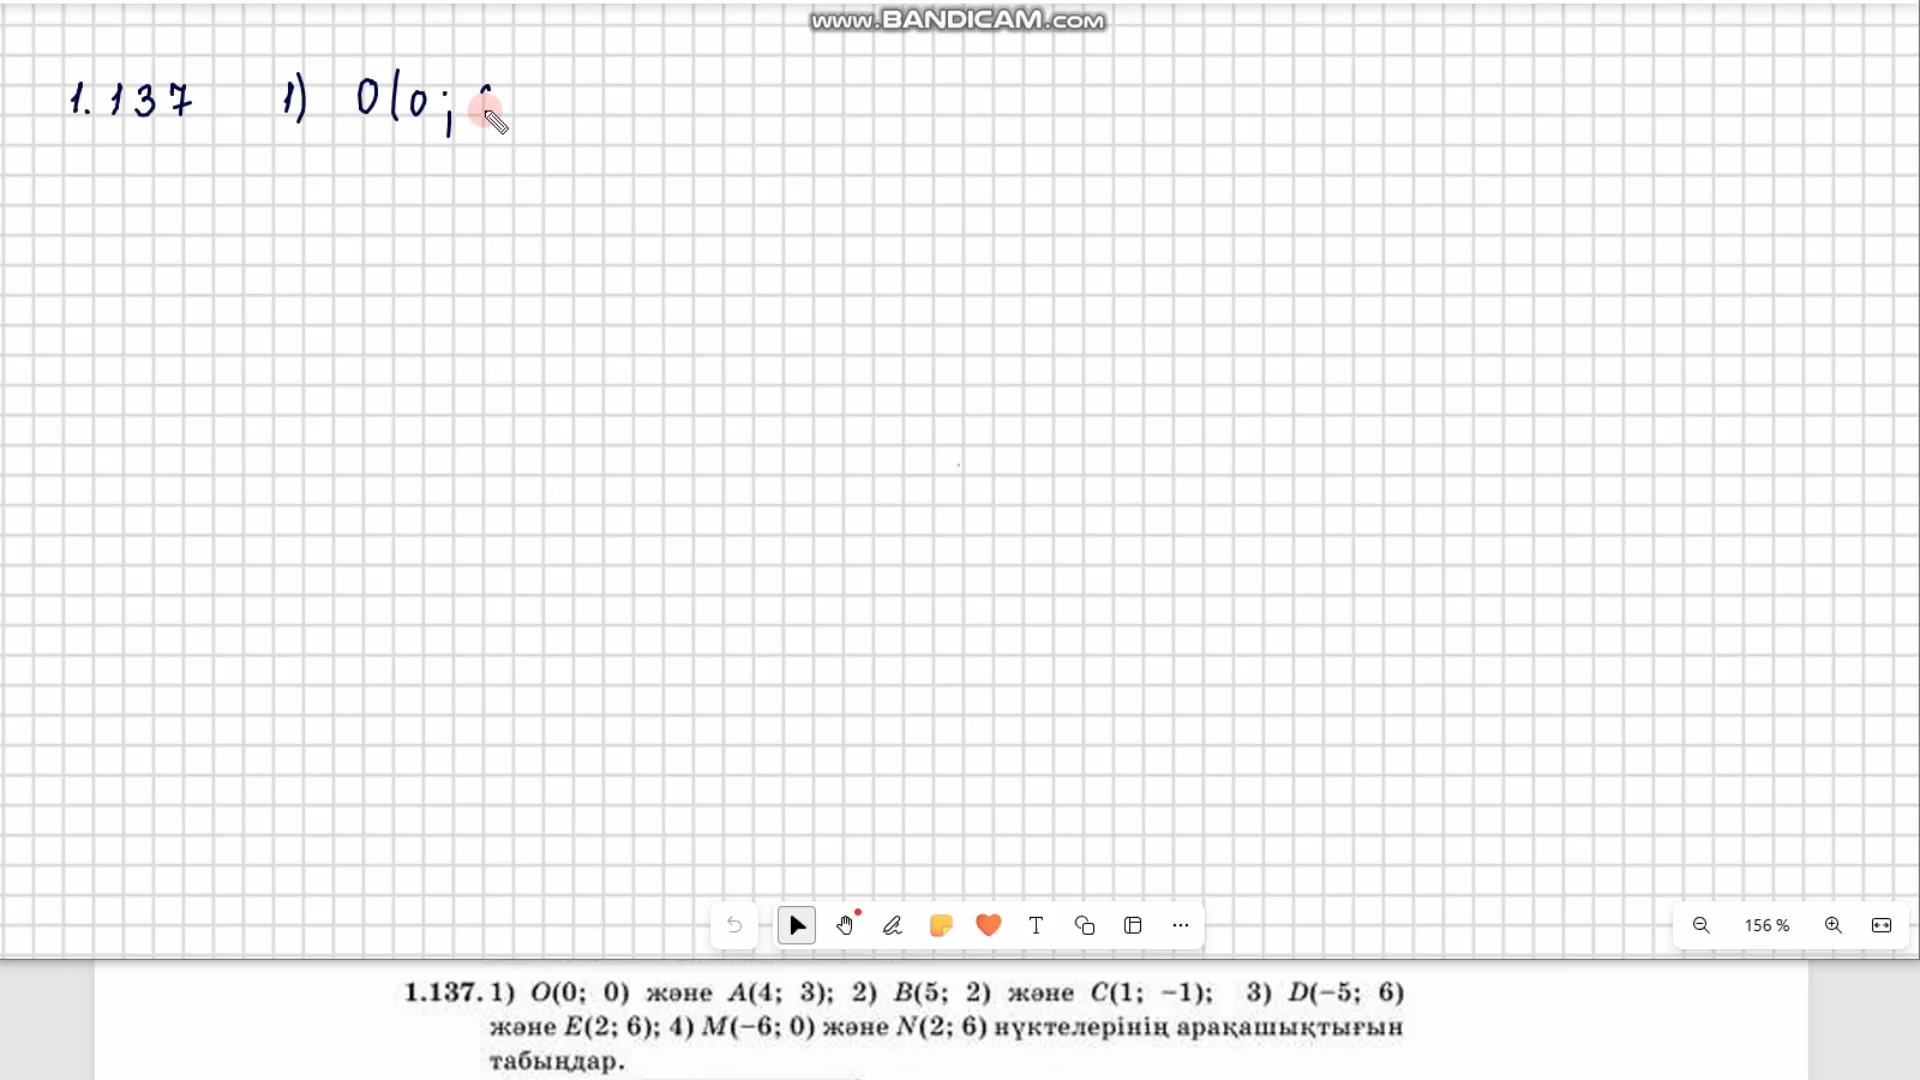 www.BANDICAM.com
1.137 1) O(0;
156 %
1.137. 1) O(0; 0) және A(4; 3); 2) B(5; 2) және C(1; −1); 3) D(−5; 6)
және E(2; 6); 4) M(−6; 0) және N(2; 6) нүктелерінің арақашықтығын
табыңдар.